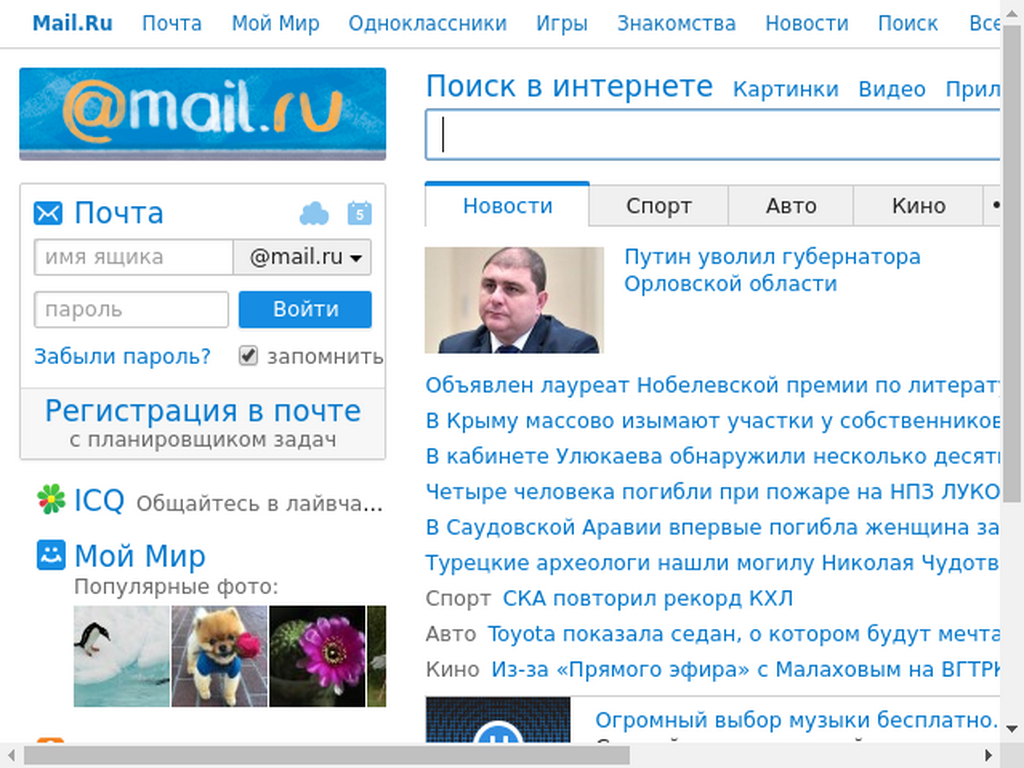 Mail.Ru Почта Мой Мир Одноклассники Игры Знакомства Новости Поиск Все
@mail.ru
Почта 5
имя ящика @mail.ru
пароль Войти
Забыли пароль? запомнить
Регистрация в почте
с планировщиком задач
ICQ Общайтесь в лайвча...
Мой Мир
Популярные фото:
Поиск в интернете Картинки Видео Прил
Новости Спорт Авто Кино
Путин уволил губернатора
Орловской области
Объявлен лауреат Нобелевской премии по литерат
В Крыму массово изымают участки у собственников
В кабинете Улюкаева обнаружили несколько десят
Четыре человека погибли при пожаре на НПЗ ЛУКО
В Саудовской Аравии впервые погибла женщина за
Турецкие археологи нашли могилу Николая Чудотв
Спорт СКА повторил рекорд КХЛ
Авто Toyota показала седан, о котором будут мечта
Кино Из-за «Прямого эфира» с Малаховым на ВГТРК
Огромный выбор музыки бесплатно.